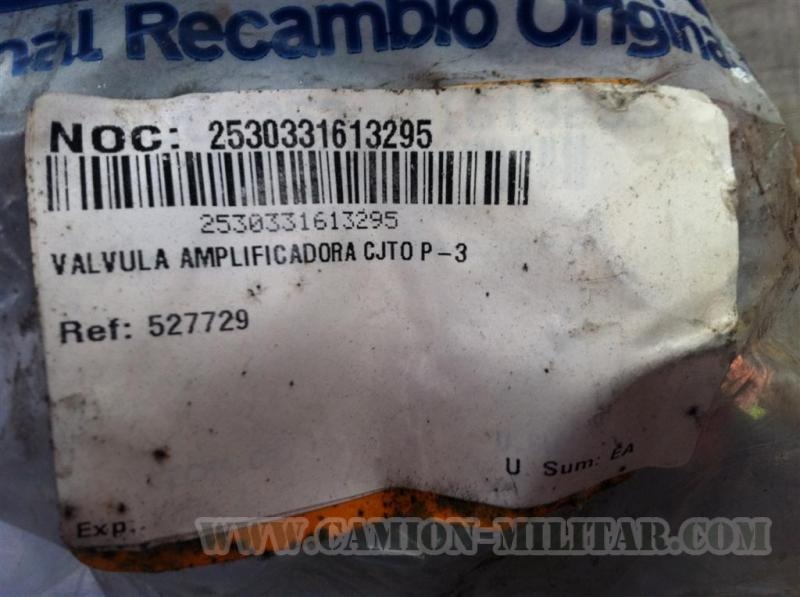 nal Recambio Origina
NOC: 2530331613295
2530331613295
VALVULA AMPLIFICADORA CJTO P-3
Ref: 527729
U Sum: EA
Exp.
WWW.CAMION-MILITAR.COM